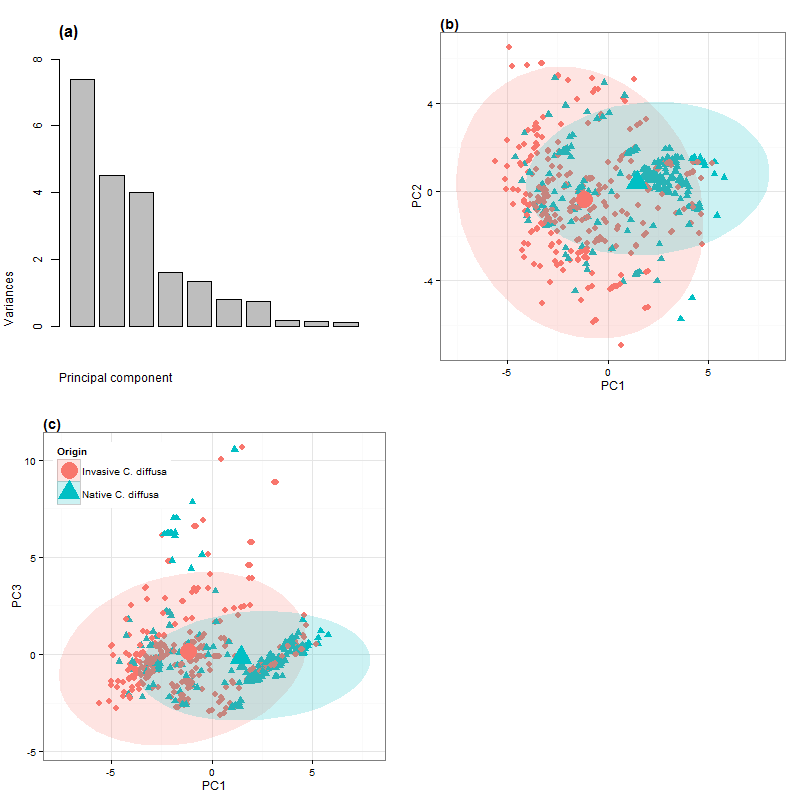 (a)
8
6
4
2
0
Variances
Principal component
(b)
4
0
-4
PC2
-5 0 5
PC1
(c)
Origin
Invasive C. diffusa
Native C. diffusa
10
5
0
-5
PC3
-5 0 5
PC1